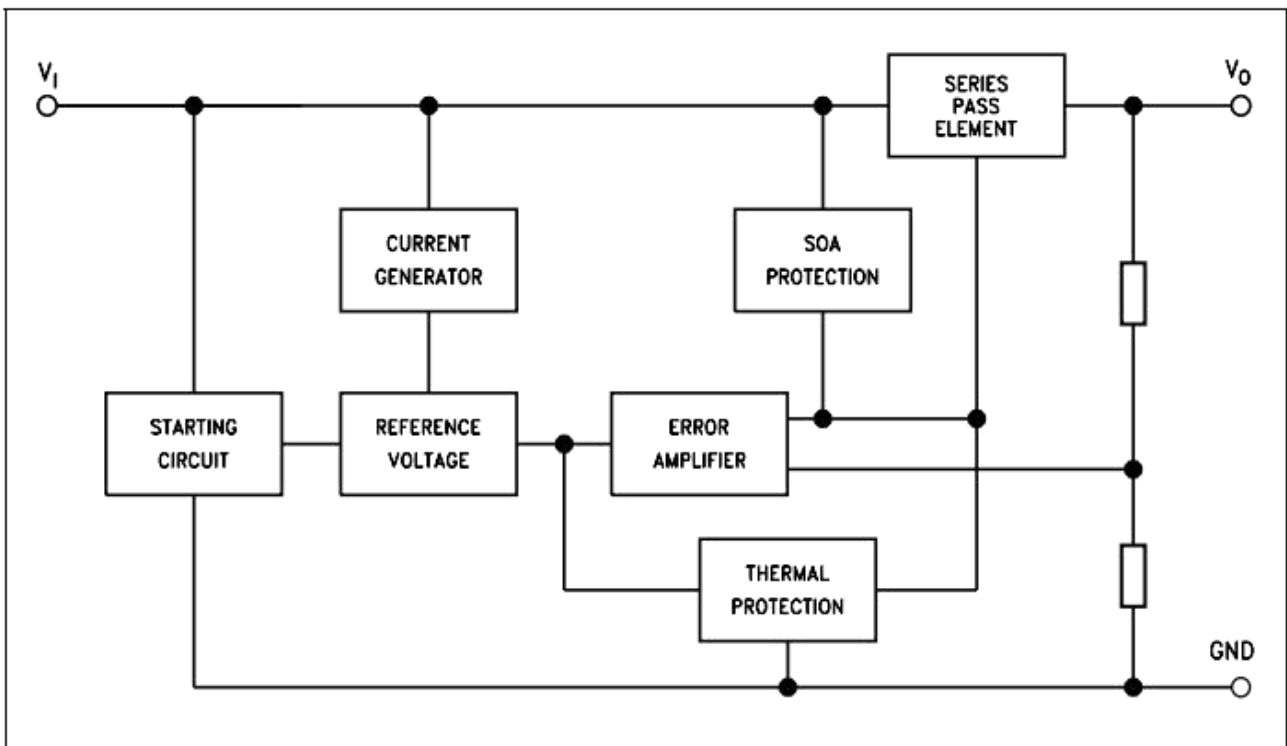 VI
VO
SERIES
PASS
ELEMENT
CURRENT
GENERATOR
SOA
PROTECTION
STARTING
CIRCUIT
REFERENCE
VOLTAGE
ERROR
AMPLIFIER
THERMAL
PROTECTION
GND